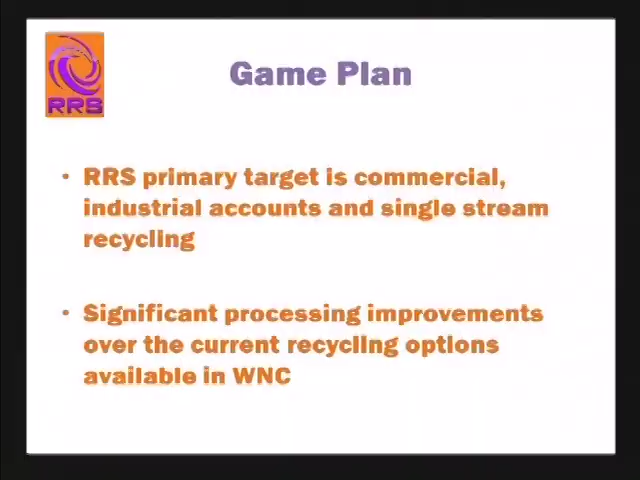 RRS
Game Plan
• RRS primary target is commercial,
industrial accounts and single stream
recycling
• Significant processing improvements
over the current recycling options
available in WNC